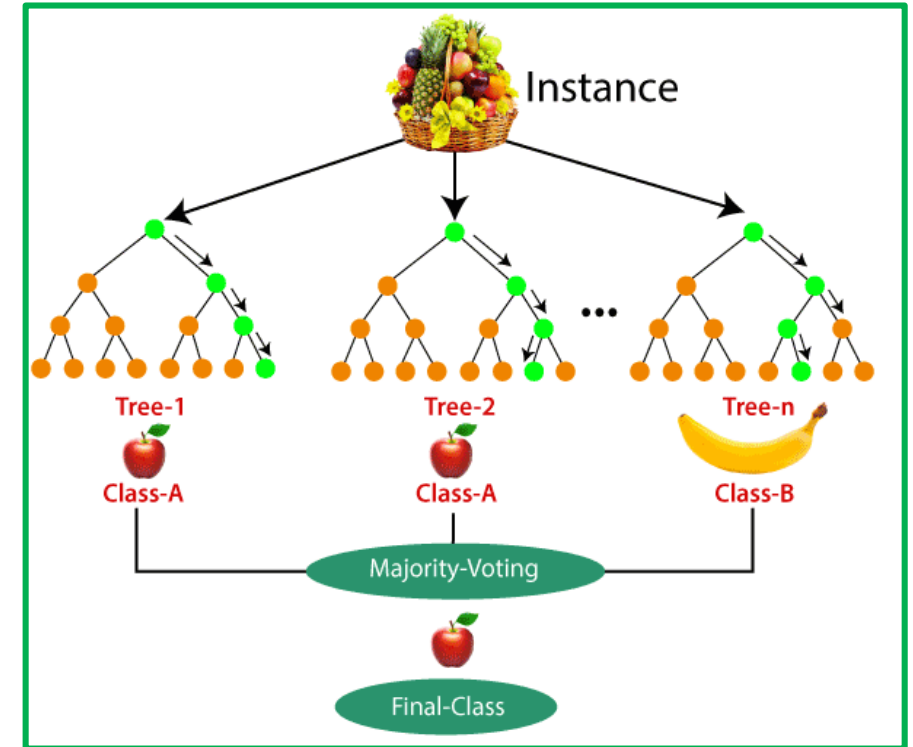 Instance
...
Tree-1
Tree-2
Tree-n
Class-A
Class-A
Class-B
Majority-Voting
Final-Class